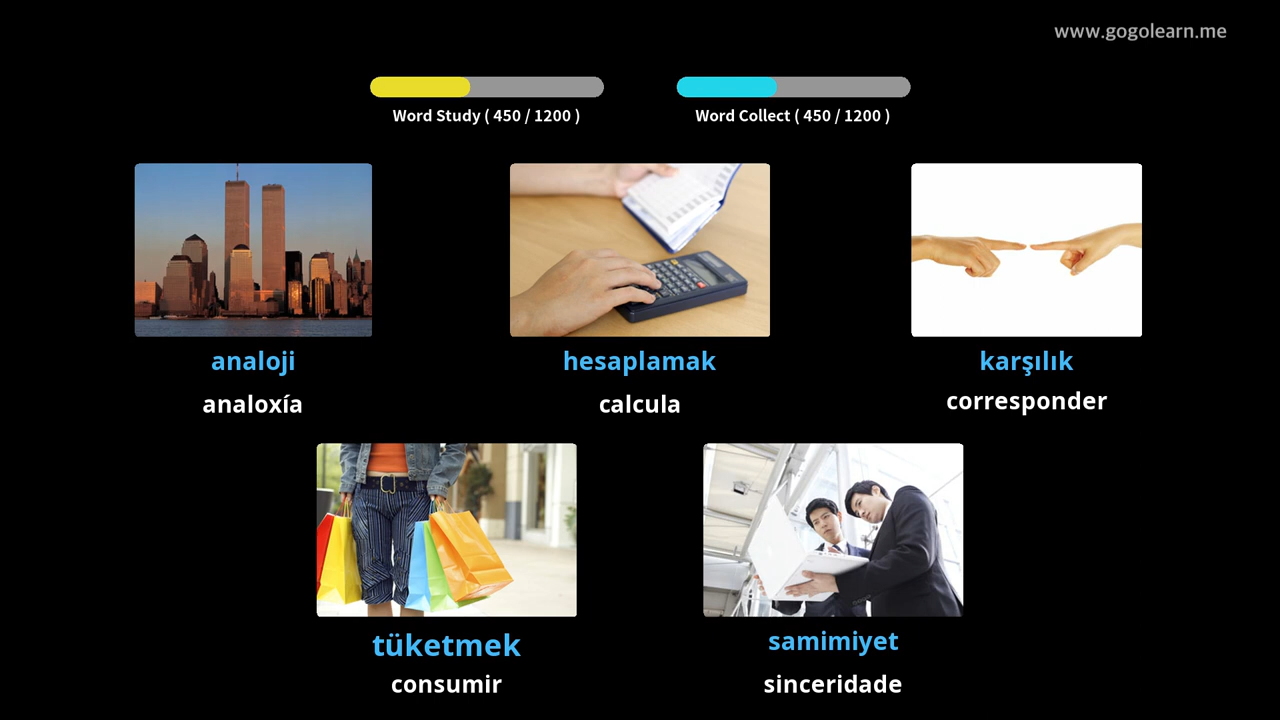 www.gogolearn.me
Word Study ( 450 / 1200 )
Word Collect ( 450 / 1200 )
analoji
hesaplamak
karşılık
analoxía
calcula
corresponder
tüketmek
samimiyet
consumir
sinceridade